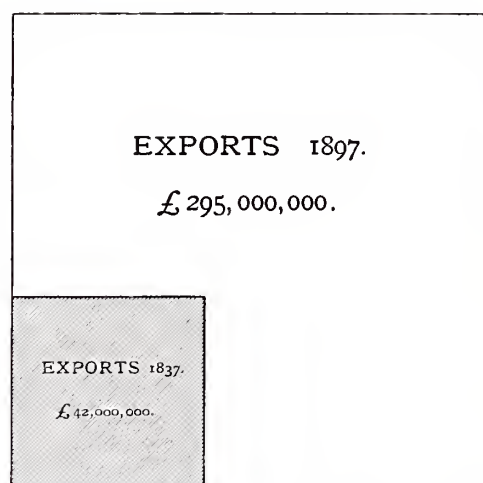 EXPORTS 1897.
£295,000,000.
EXPORTS 1837.
£42,000,000.